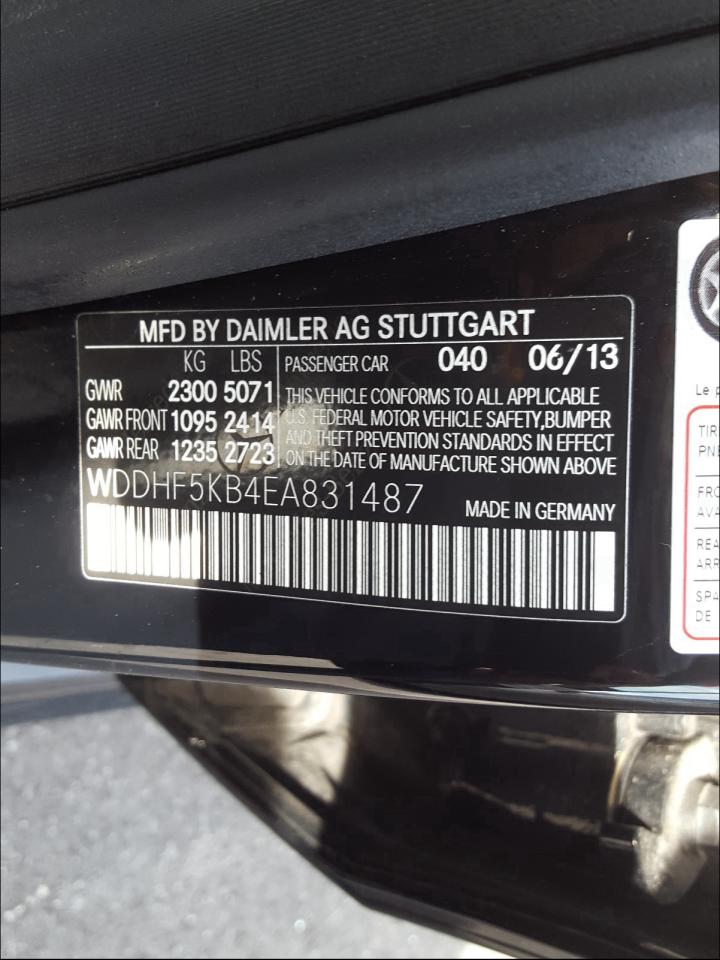 MFD BY DAIMLER AG STUTTGART
KG LBS PASSENGER CAR 040 06/13
GVWR 2300 5071 THIS VEHICLE CONFORMS TO ALL APPLICABLE
GAWR FRONT 1095 2414 U.S. FEDERAL MOTOR VEHICLE SAFETY,BUMPER
GAWR REAR 1235 2723 AND THEFT PREVENTION STANDARDS IN EFFECT
ON THE DATE OF MANUFACTURE SHOWN ABOVE
WDDHF5KB4EA831487 MADE IN GERMANY
Le
DE